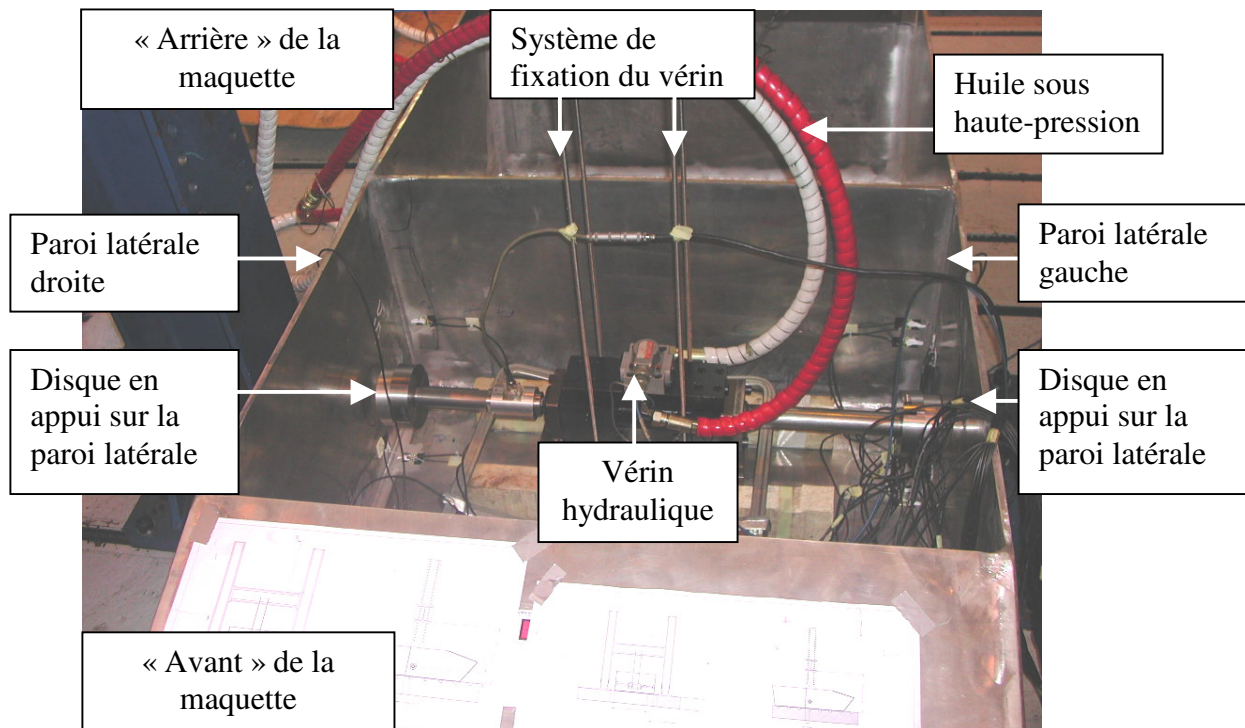 « Arrière » de la
maquette
Système de
fixation du vérin
Huile sous
haute-pression
Paroi latérale
droite
Paroi latérale
gauche
Disque en
appui sur la
paroi latérale
Vérin
hydraulique
Disque en
appui sur la
paroi latérale
« Avant » de la
maquette